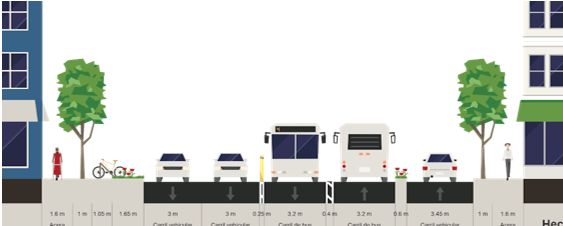 1.6 m 1 m 1.05 m 1.65 m 3 m 3 m 0.25 m 3.2 m 0.4 m 3.2 m 0.6 m 3.45 m 1 m 1.6 m
Acera Carril vehicular Carril vehicular Carril de bus Carril de bus Carril vehicular Acera
Hec